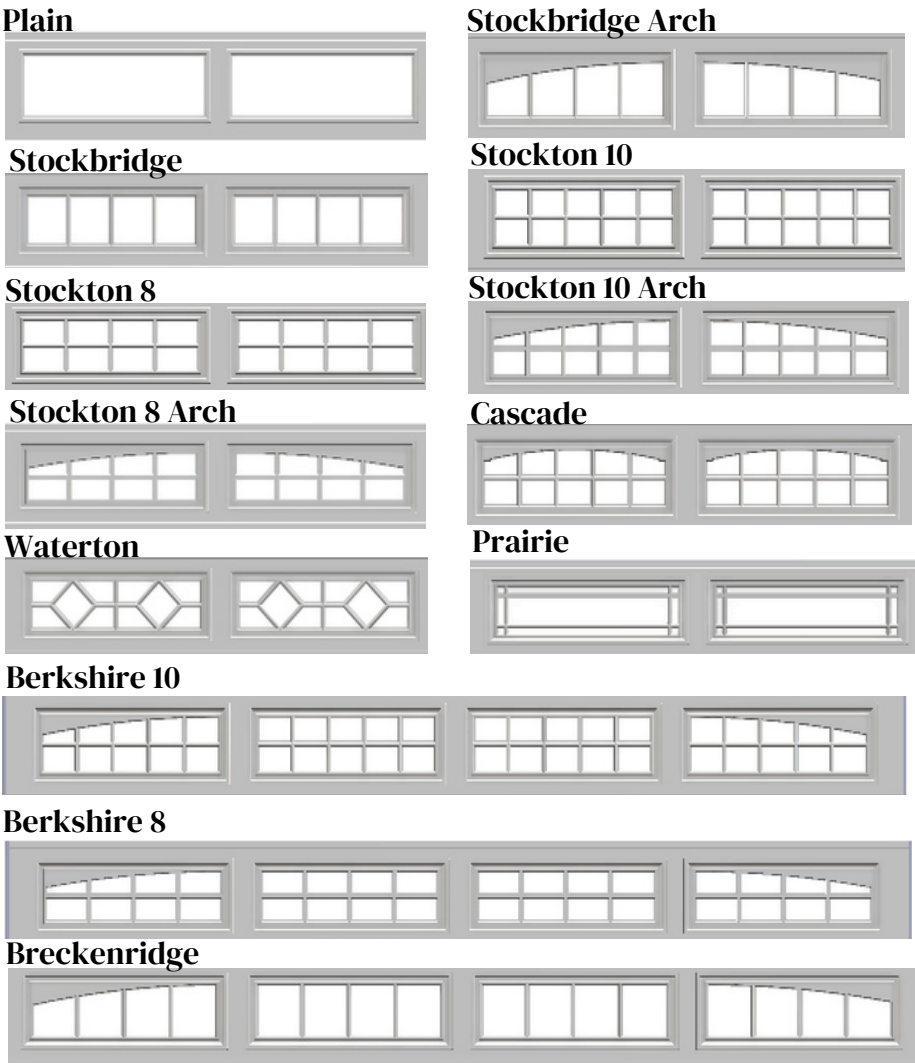 Plain
Stockbridge Arch
Stockbridge
Stockton 10
Stockton 8
Stockton 10 Arch
Stockton 8 Arch
Cascade
Waterton
Prairie
Berkshire 10
Berkshire 8
Breckenridge